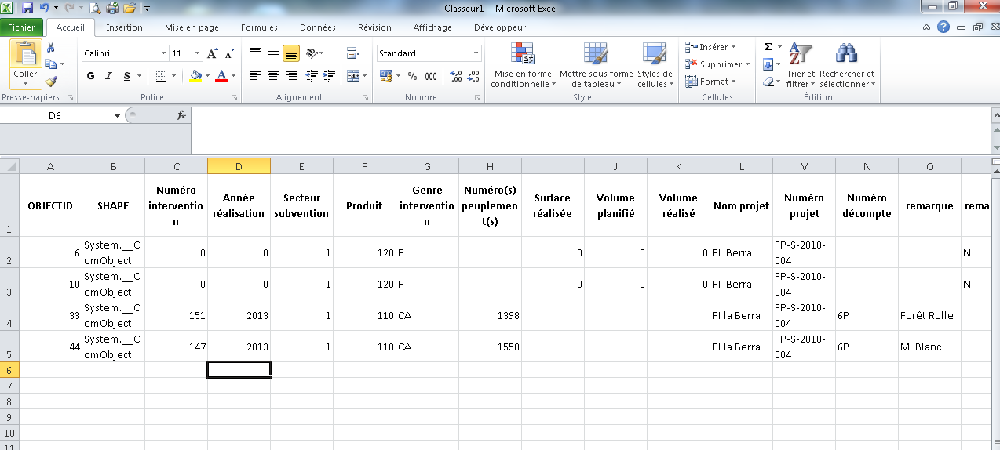 Classeur1 - Microsoft Excel
Fichier Accueil Insertion Mise en page Formules Données Révision Affichage Développeur
Coller
Presse-papiers
Calibri 11
G I S
Police
Alignement
Standard
% 000
Nombre
Mise en forme conditionnelle
Mettre sous forme de tableau
Styles de cellules
Style
Insérer
Supprimer
Format
Cellules
Σ
Trier et filtrer
Rechercher et sélectionner
Édition
D6 fx
A B C D E F G H I J K L M N O
1 OBJECTID SHAPE Numéro interventio n Année réalisation Secteur subvention Produit Genre interventio n Numéro(s) peuplemen t(s) Surface réalisée Volume planifié Volume réalisé Nom projet Numéro projet Numéro décompte remarque remar
2 6 System.__C omObject 0 0 1 120 P 0 0 0 PI Berra FP-S-2010- 004 N
3 10 System.__C omObject 0 0 1 120 P 0 0 0 PI Berra FP-S-2010- 004 N
4 33 System.__C omObject 151 2013 1 110 CA 1398 PI la Berra FP-S-2010- 004 6P Forêt Rolle
5 44 System.__C omObject 147 2013 1 110 CA 1550 PI la Berra FP-S-2010- 004 6P M. Blanc
6
7
8
9
10
11